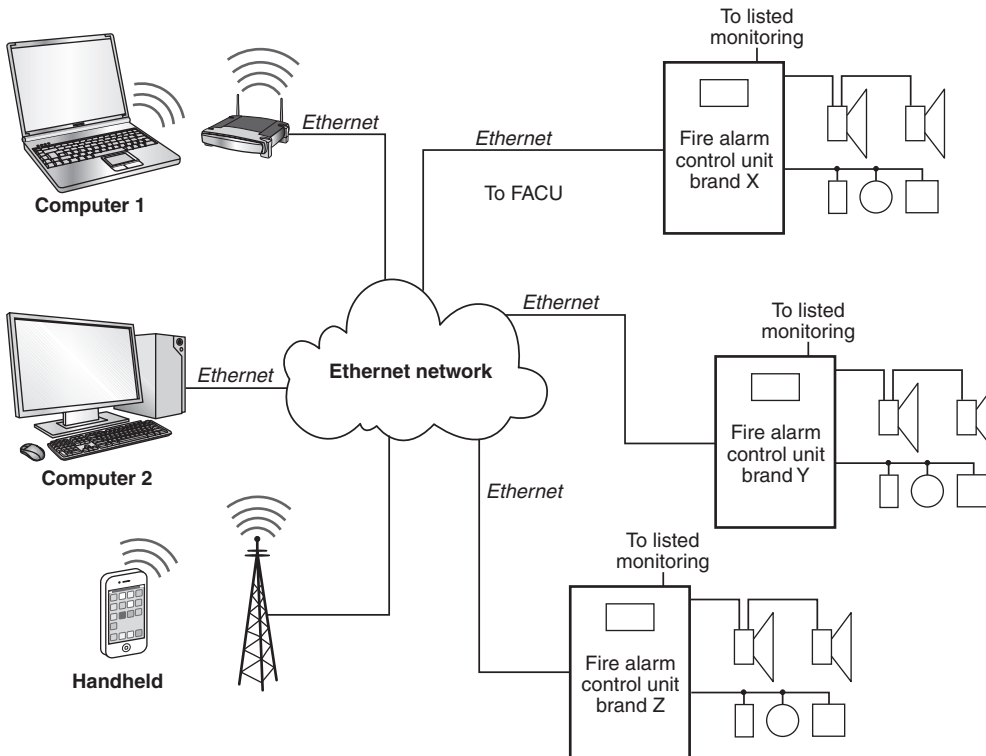 To listed
monitoring
Ethernet
Ethernet
Fire alarm
control unit
brand X
To FACU
Computer 1
To listed
monitoring
Ethernet
Ethernet network
Ethernet
Fire alarm
control unit
brand Y
Computer 2
Ethernet
To listed
monitoring
Fire alarm
control unit
brand Z
Handheld